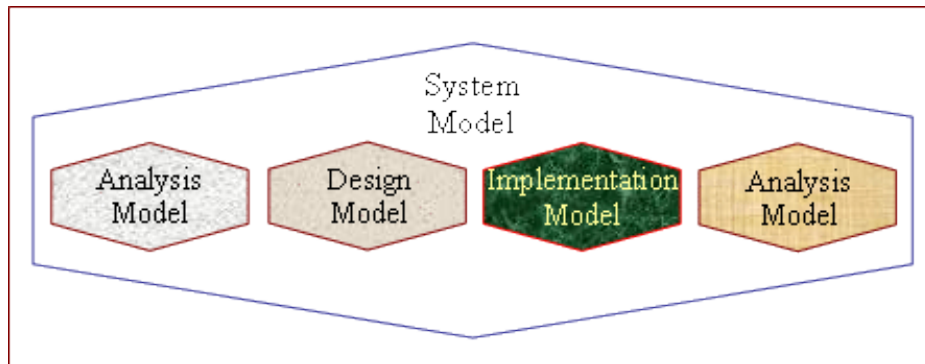 System
Model
Analysis
Model
Design
Model
Implementation
Model
Analysis
Model